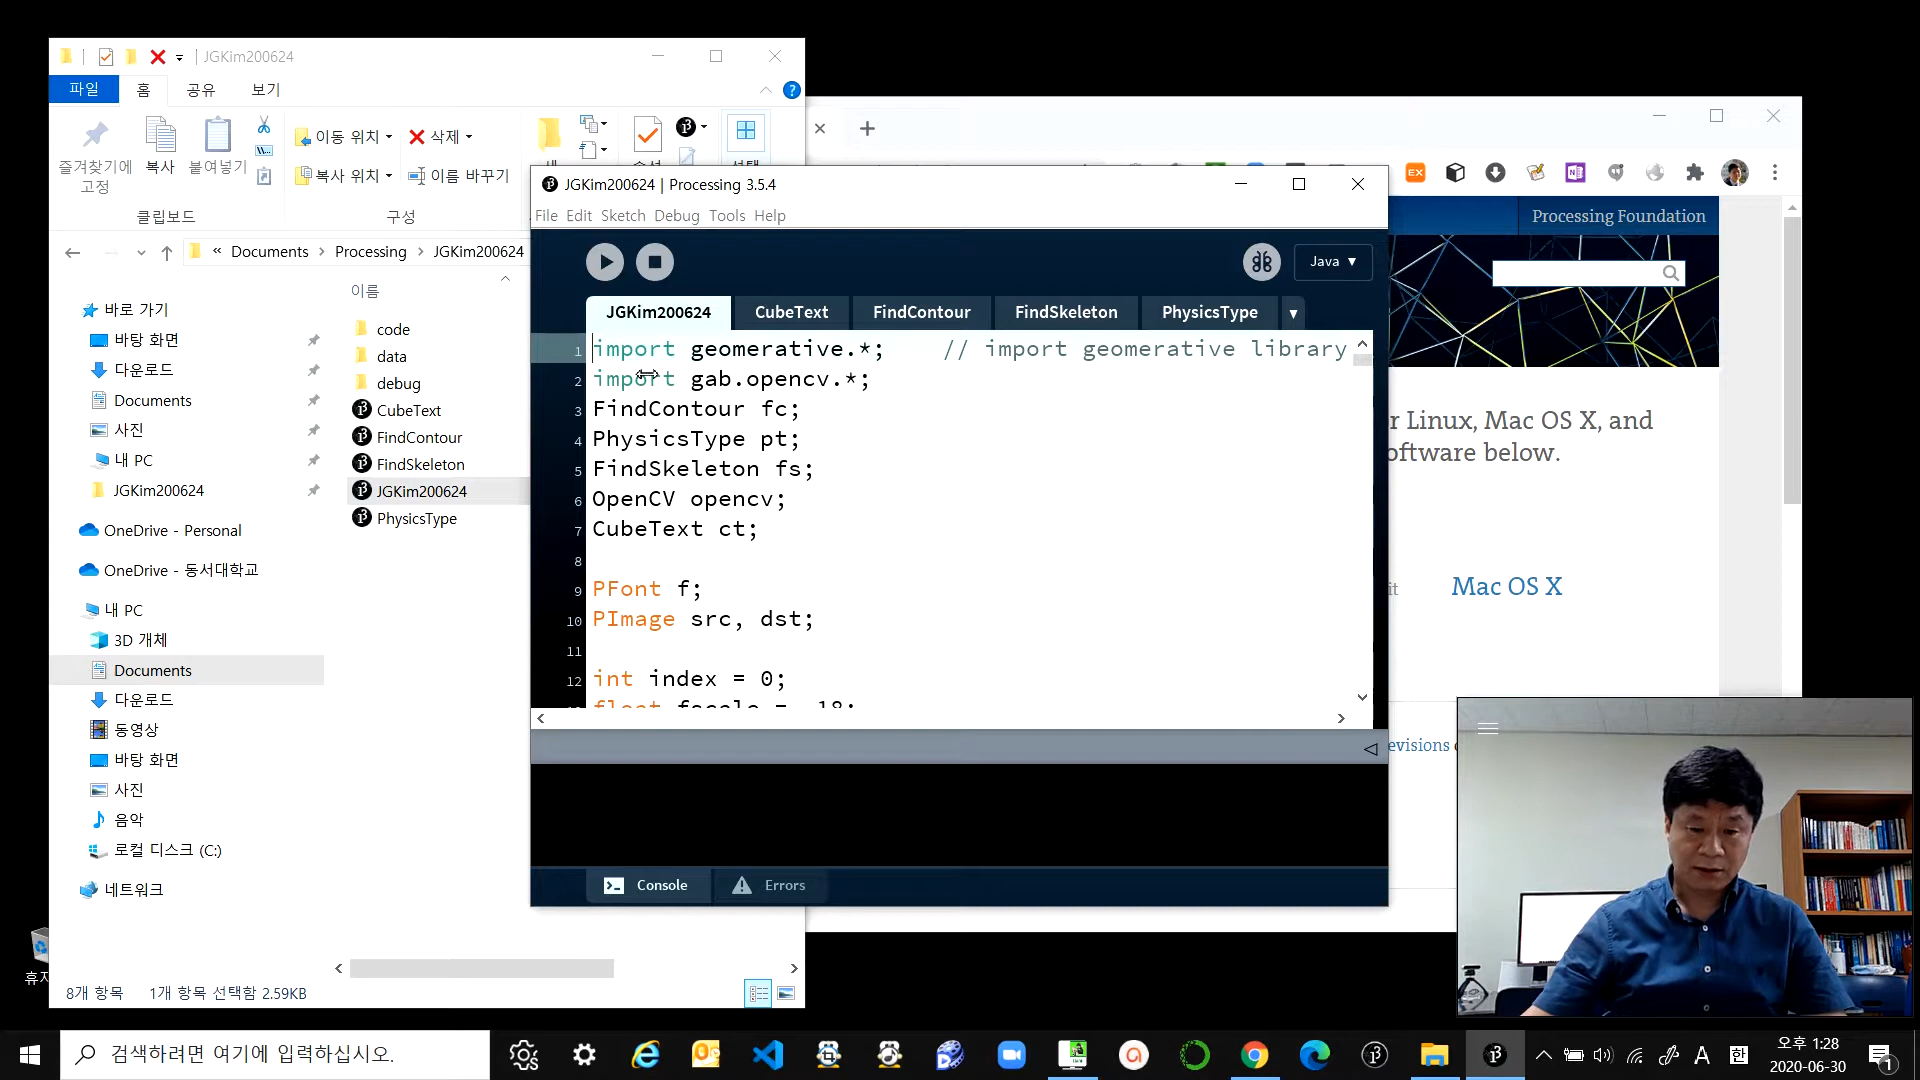 JGKim200624
파일 홈 공유 보기
즐겨찾기에
고정
복사
붙여넣기
이동 위치
복사 위치
삭제
이름 바꾸기
클립보드
구성
« Documents > Processing > JGKim200624
바로 가기
바탕 화면
다운로드
Documents
사진
내 PC
JGKim200624
OneDrive - Personal
OneDrive - 동서대학교
내 PC
3D 개체
Documents
다운로드
동영상
바탕 화면
사진
음악
로컬 디스크 (C:)
네트워크
이름
code
data
debug
CubeText
FindContour
FindSkeleton
JGKim200624
PhysicsType
8개 항목 1개 항목 선택함 2.59KB
JGKim200624 | Processing 3.5.4
File Edit Sketch Debug Tools Help
Java ▼
JGKim200624 CubeText FindContour FindSkeleton PhysicsType
1 import geomerative.*; // import geomerative library
2 import gab.opencv.*;
3 FindContour fc;
4 PhysicsType pt;
5 FindSkeleton fs;
6 OpenCV opencv;
7 CubeText ct;
8
9 PFont f;
10 PImage src, dst;
11
12 int index = 0;
Console
Errors
EX
Processing Foundation
r Linux, Mac OS X, and
oftware below.
it
Mac OS X
evisions
검색하려면 여기에 입력하십시오.
A 한
오후 1:28
2020-06-30
1